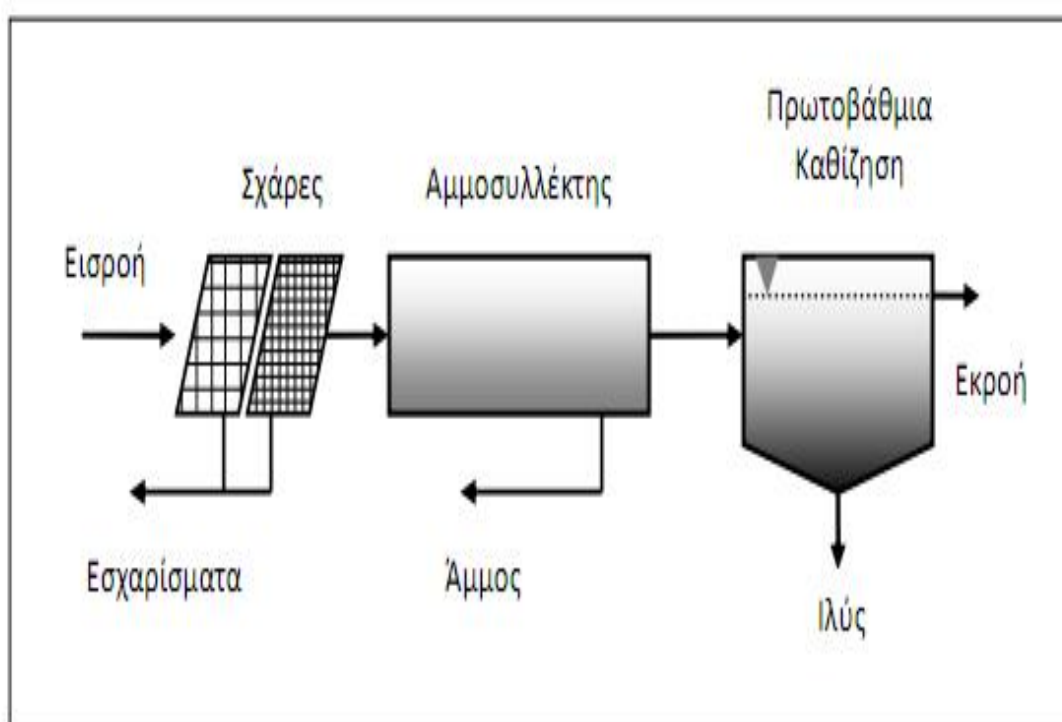 Πρωτοβάθμια
Καθίζηση
Σχάρες
Αμμοσυλλέκτης
Εισροή
Εκροή
Εσχαρίσματα
Άμμος
Ιλύς